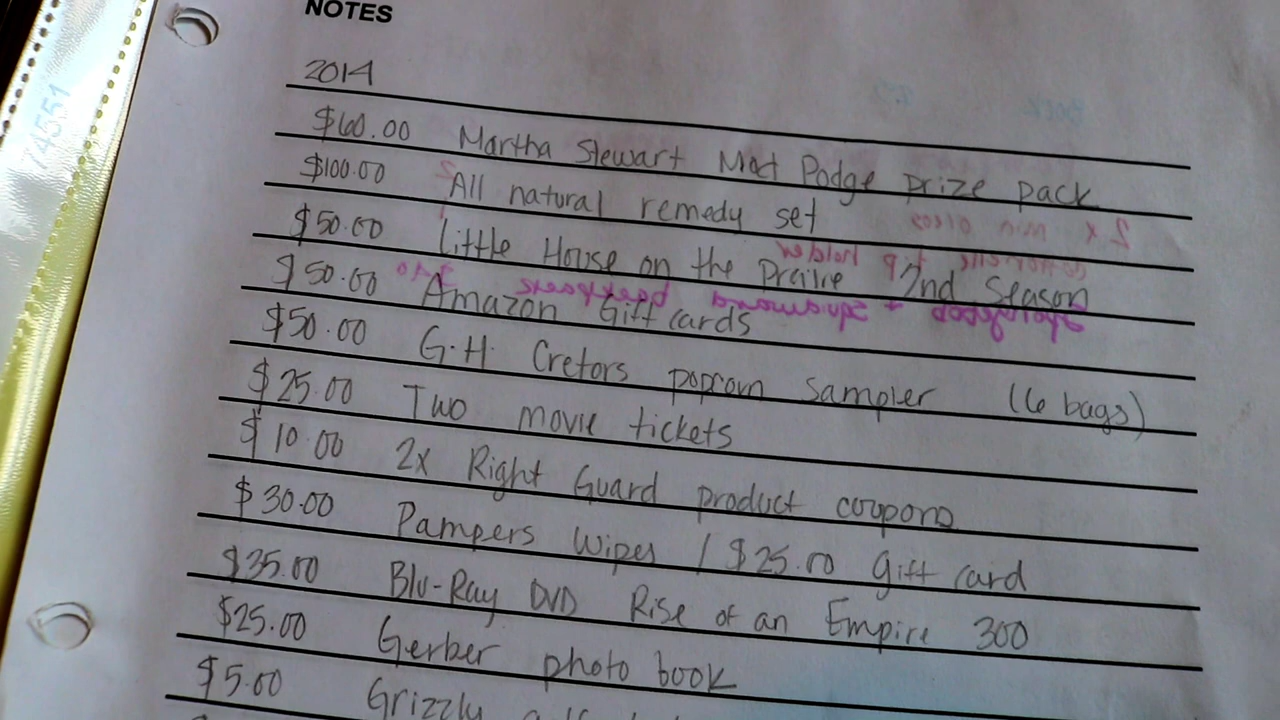 NOTES
2014
$60.00 Martha Stewart Mod Podge prize pack
$100.00 All natural remedy set
$50.00 Little House on the Prairie 2nd Season
$50.00 Amazon Gift cards
$50.00 G.H. Cretors popcorn sampler (6 bags)
$25.00 Two movie tickets
$10.00 2x Right Guard product coupons
$30.00 Pampers Wipes / $25.00 Gift card
$35.00 Blu-Ray DVD Rise of an Empire 300
$25.00 Gerber photo book
$5.00 Grizzly
74551